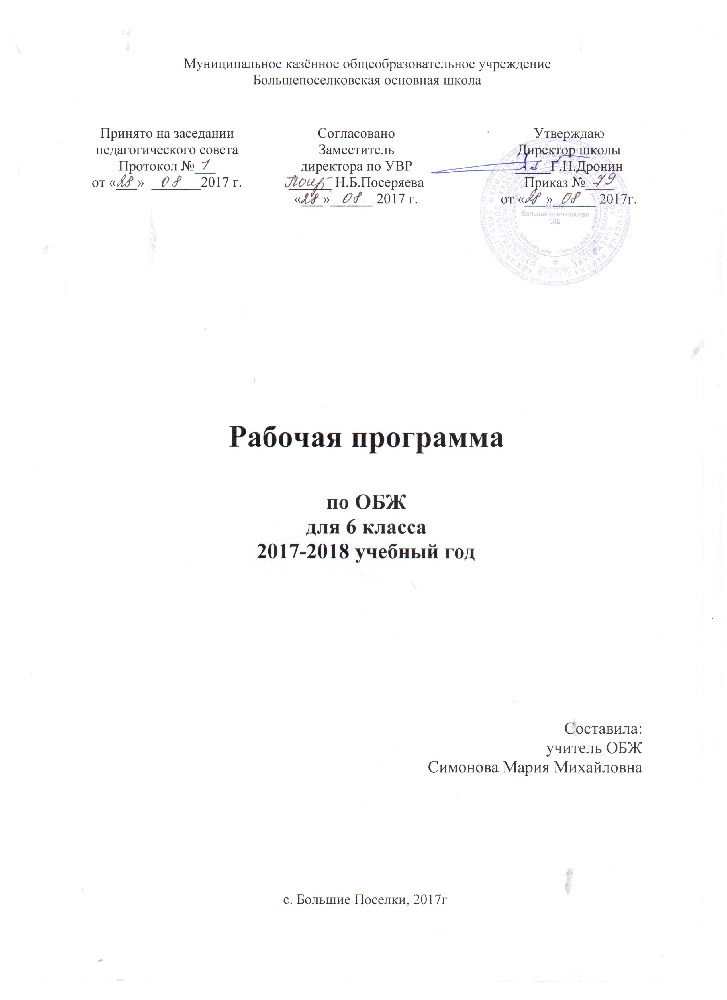 Муниципальное казённое общеобразовательное учреждение
Большепоселковская основная школа
Принято на заседании
педагогического совета
Протокол № 1
от «28» 08 2017 г.
Согласовано
Заместитель
директора по УВР
Н.Б.Посеряева
«28» 08 2017 г.
Утверждаю
Директор школы
Г.Н.Дронин
Приказ № 79
от «28» 08 2017г.
МКОУ
Большепоселковская
ОШ
Рабочая программа
по ОБЖ
для 6 класса
2017-2018 учебный год
Составила:
учитель ОБЖ
Симонова Мария Михайловна
с. Большие Поселки, 2017г